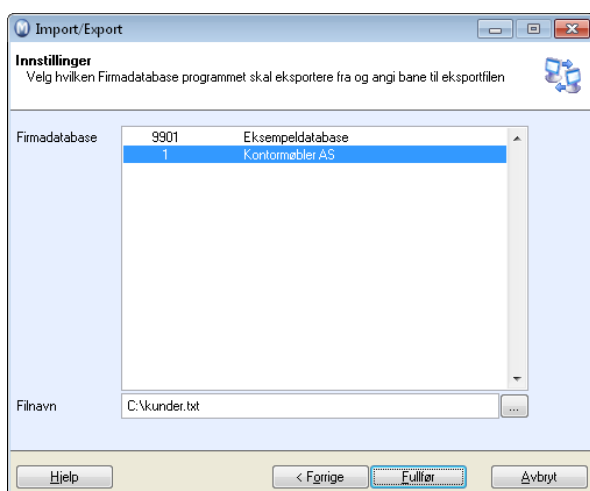 Import/Export
Innstillinger
Velg hvilken Firmadatabase programmet skal eksportere fra og angi bane til eksportfilen
Firmadatabase
9901 Eksempeldatabase
1 Kontormøbler AS
Filnavn C:\kunder.txt ...
Hjelp < Forrige Fullfør Avbryt